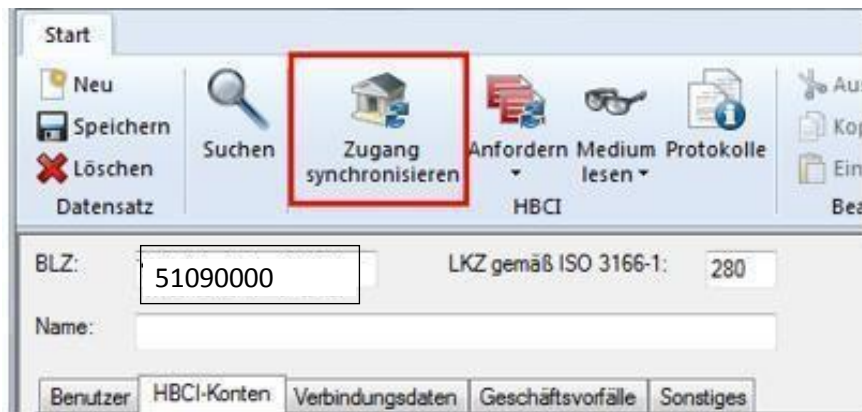 Start
Neu
Speichern
Löschen
Datensatz
Suchen
Zugang
synchronisieren
Anfordern
Medium
lesen
Protokolle
HBCI
BLZ: 51090000 LKZ gemäß ISO 3166-1: 280
Name:
Benutzer HBCI-Konten Verbindungsdaten Geschäftsvorfälle Sonstiges